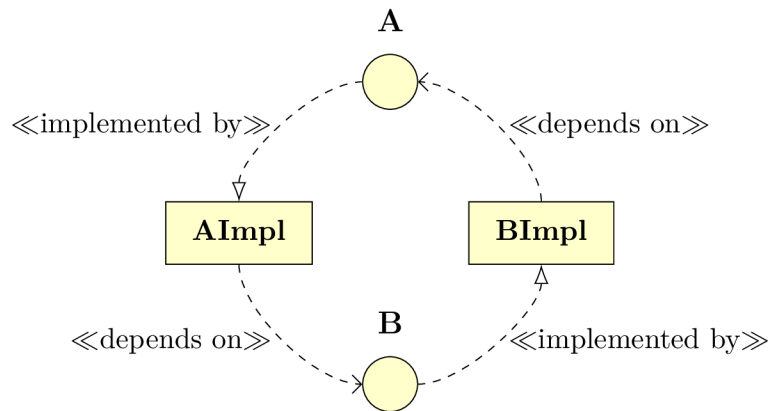 A
≪implemented by≫
≪depends on≫
AImpl
BImpl
B
≪depends on≫
≪implemented by≫